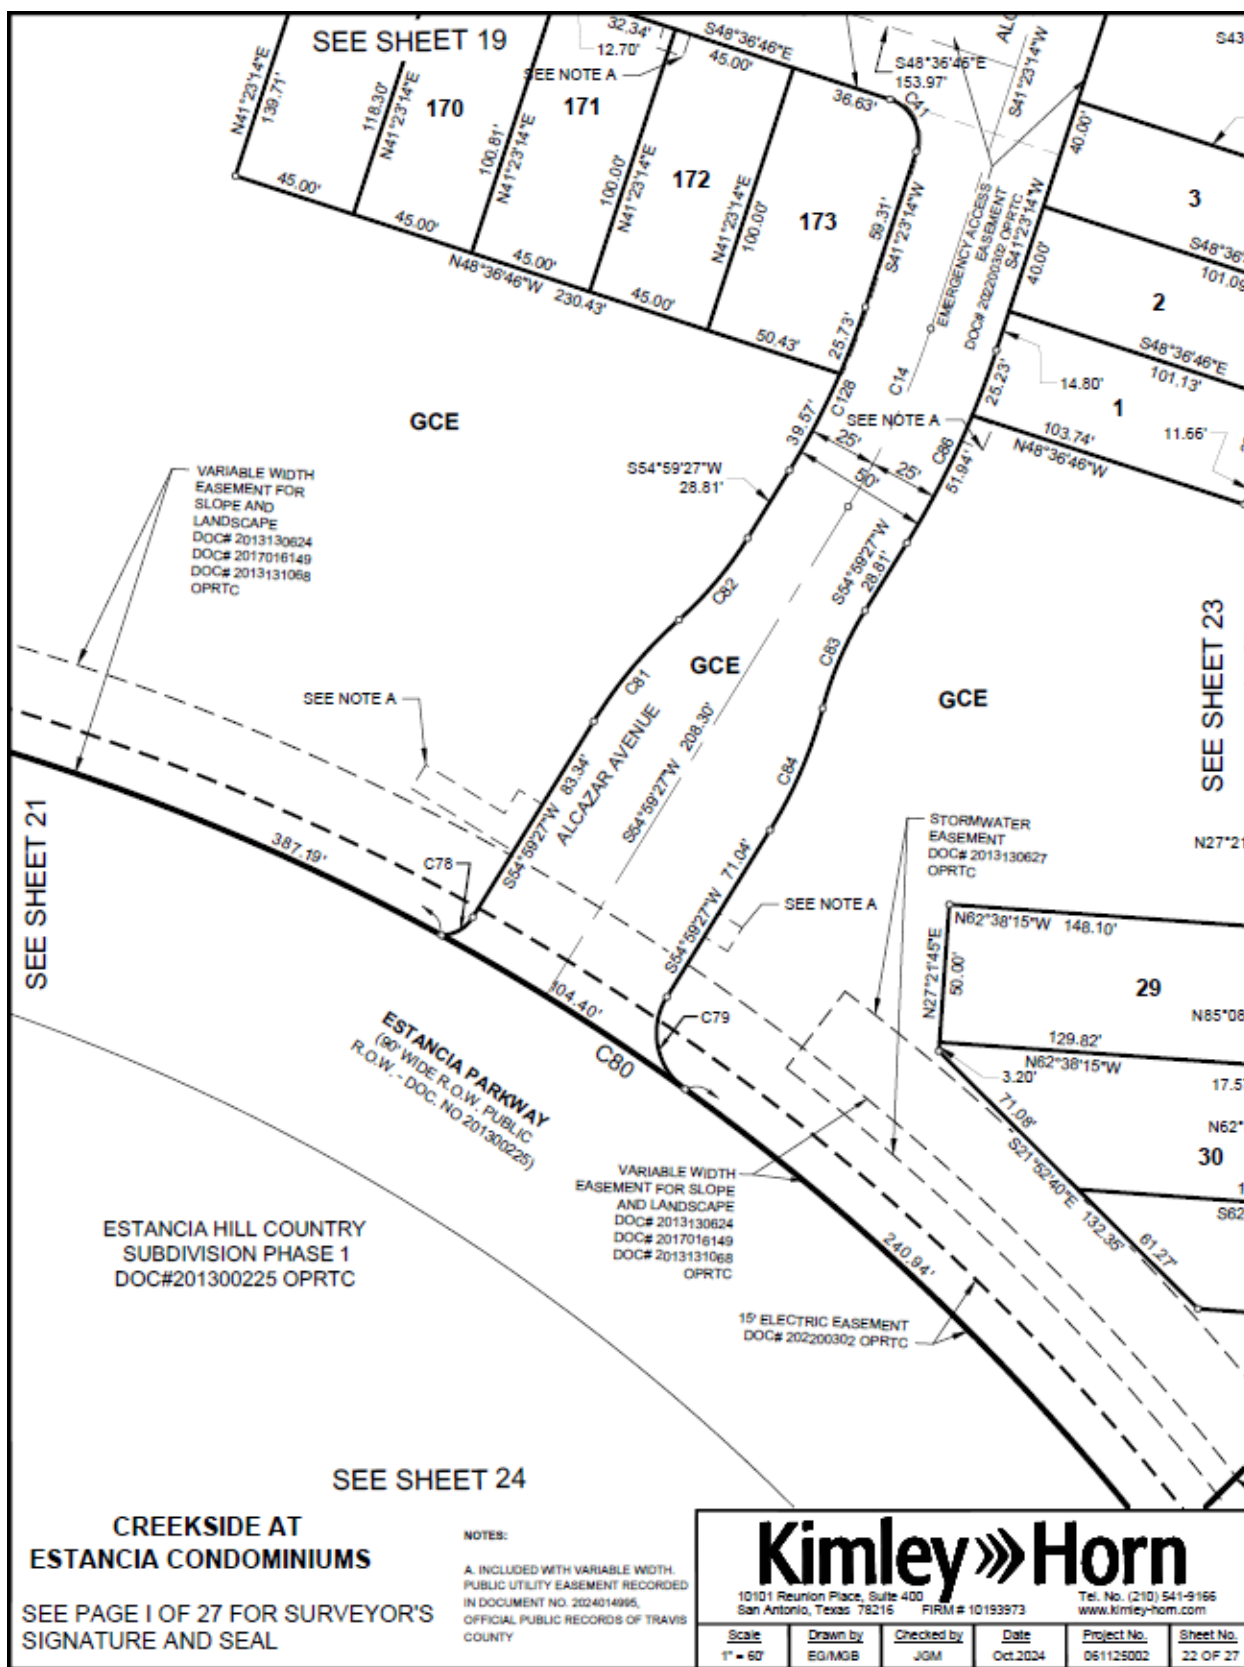 SEE SHEET 19
32.34'
12.70'
SEE NOTE A
S48°36'46"E
45.00'
36.63'
C41
S48°36'46"E
153.97'
S41°23'14"W
S43
N41°23'14"E
139.71'
118.30'
N41°23'14"E
170
100.81'
N41°23'14"E
171
100.00'
N41°23'14"E
172
N41°23'14"E
100.00'
173
59.31'
S41°23'14"W
EMERGENCY ACCESS
EASEMENT
DOC# 202200302 OPRTC
S41°23'14"W
40.00'
40.00'
3
S48°36'
101.09
2
S48°36'46"E
101.13'
14.80'
1
11.66'
103.74'
N48°36'46"W
45.00'
45.00'
45.00'
45.00'
50.43'
N48°36'46"W 230.43'
25.73'
C128
39.57'
C14
25.23'
SEE NOTE A
C86
51.94'
25'
25'
50'
GCE
S54°59'27"W
28.81'
S54°59'27"W
28.81'
VARIABLE WIDTH
EASEMENT FOR
SLOPE AND
LANDSCAPE
DOC# 2013130624
DOC# 2017016149
DOC# 2013131068
OPRTC
C82
C81
C83
C84
GCE
GCE
SEE SHEET 23
SEE NOTE A
S54°59'27"W 83.34'
ALCAZAR AVENUE
S54°59'27"W 208.30'
S54°59'27"W 71.04'
SEE NOTE A
STORMWATER
EASEMENT
DOC# 2013130627
OPRTC
N27°21
SEE SHEET 21
387.19'
C78
104.40'
C79
C80
N62°38'15"W 148.10'
N27°21'45"E
50.00'
29
N85°08
129.82'
N62°38'15"W
3.20'
17.5
71.08'
S21°52'40"E
132.35'
61.27'
N62°
30
S62
ESTANCIA PARKWAY
(90' WIDE R.O.W. PUBLIC
R.O.W. - DOC. NO 201300225)
VARIABLE WIDTH
EASEMENT FOR SLOPE
AND LANDSCAPE
DOC# 2013130624
DOC# 2017016149
DOC# 2013131068
OPRTC
240.94'
15' ELECTRIC EASEMENT
DOC# 202200302 OPRTC
ESTANCIA HILL COUNTRY
SUBDIVISION PHASE 1
DOC#201300225 OPRTC
SEE SHEET 24
CREEKSIDE AT
ESTANCIA CONDOMINIUMS
SEE PAGE I OF 27 FOR SURVEYOR'S
SIGNATURE AND SEAL
NOTES:
A. INCLUDED WITH VARIABLE WIDTH.
PUBLIC UTILITY EASEMENT RECORDED
IN DOCUMENT NO. 2024014995,
OFFICIAL PUBLIC RECORDS OF TRAVIS
COUNTY
Kimley»Horn
10101 Reunion Place, Suite 400
San Antonio, Texas 78216 FIRM # 10193973
Tel. No. (210) 541-9166
www.kimley-horn.com
Scale Drawn by Checked by Date Project No. Sheet No.
1" = 60' EG/MGB JGM Oct.2024 061125002 22 OF 27